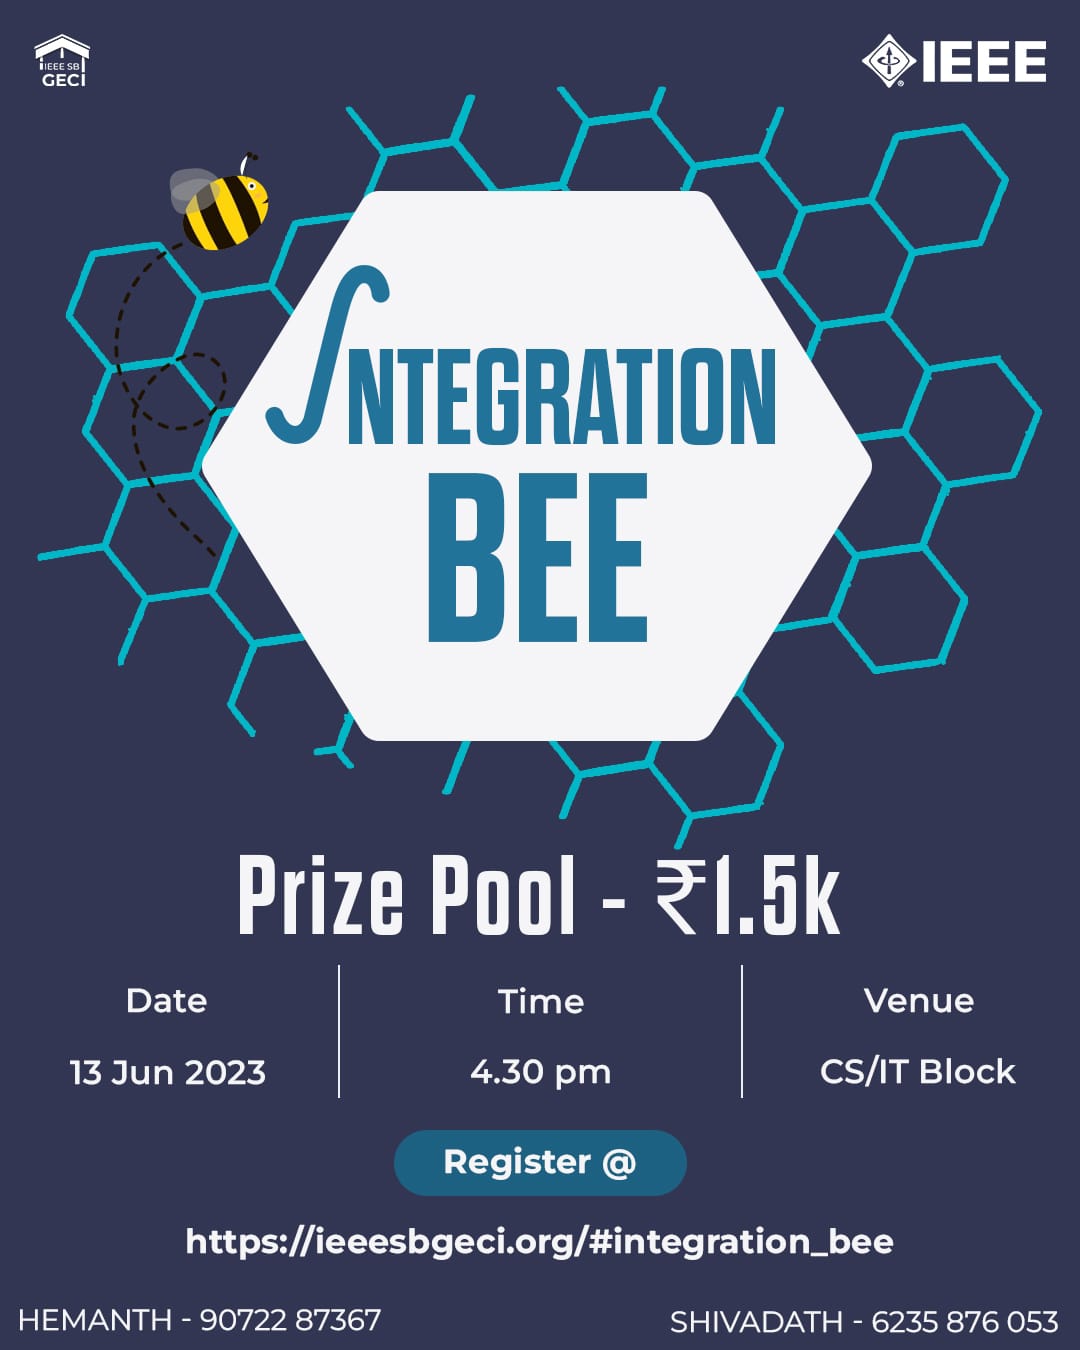 IEEE SB
GECI
IEEE
∫NTEGRATION
BEE
Prize Pool - ₹1.5k
Date
13 Jun 2023
Time
4.30 pm
Venue
CS/IT Block
Register @
https://ieeesbgeci.org/#integration_bee
HEMANTH - 90722 87367
SHIVADATH - 6235 876 053